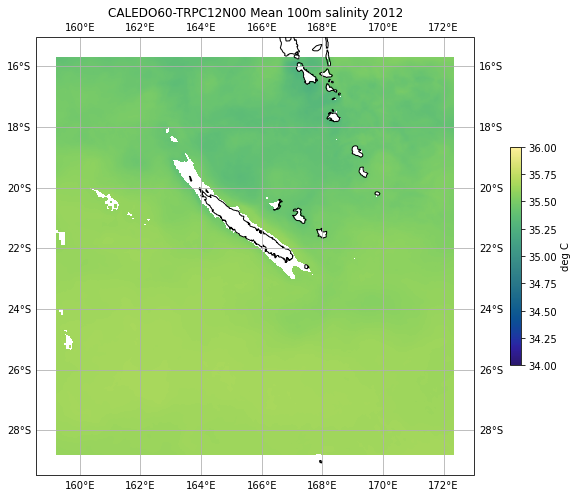 CALEDO60-TRPC12N00 Mean 100m salinity 2012
160°E 162°E 164°E 166°E 168°E 170°E 172°E
16°S 16°S
18°S 18°S
36.00
35.75
20°S 20°S
35.50
22°S 22°S
35.25
35.00
deg C
34.75
24°S 24°S
34.50
34.25
26°S 26°S
34.00
28°S 28°S
160°E 162°E 164°E 166°E 168°E 170°E 172°E